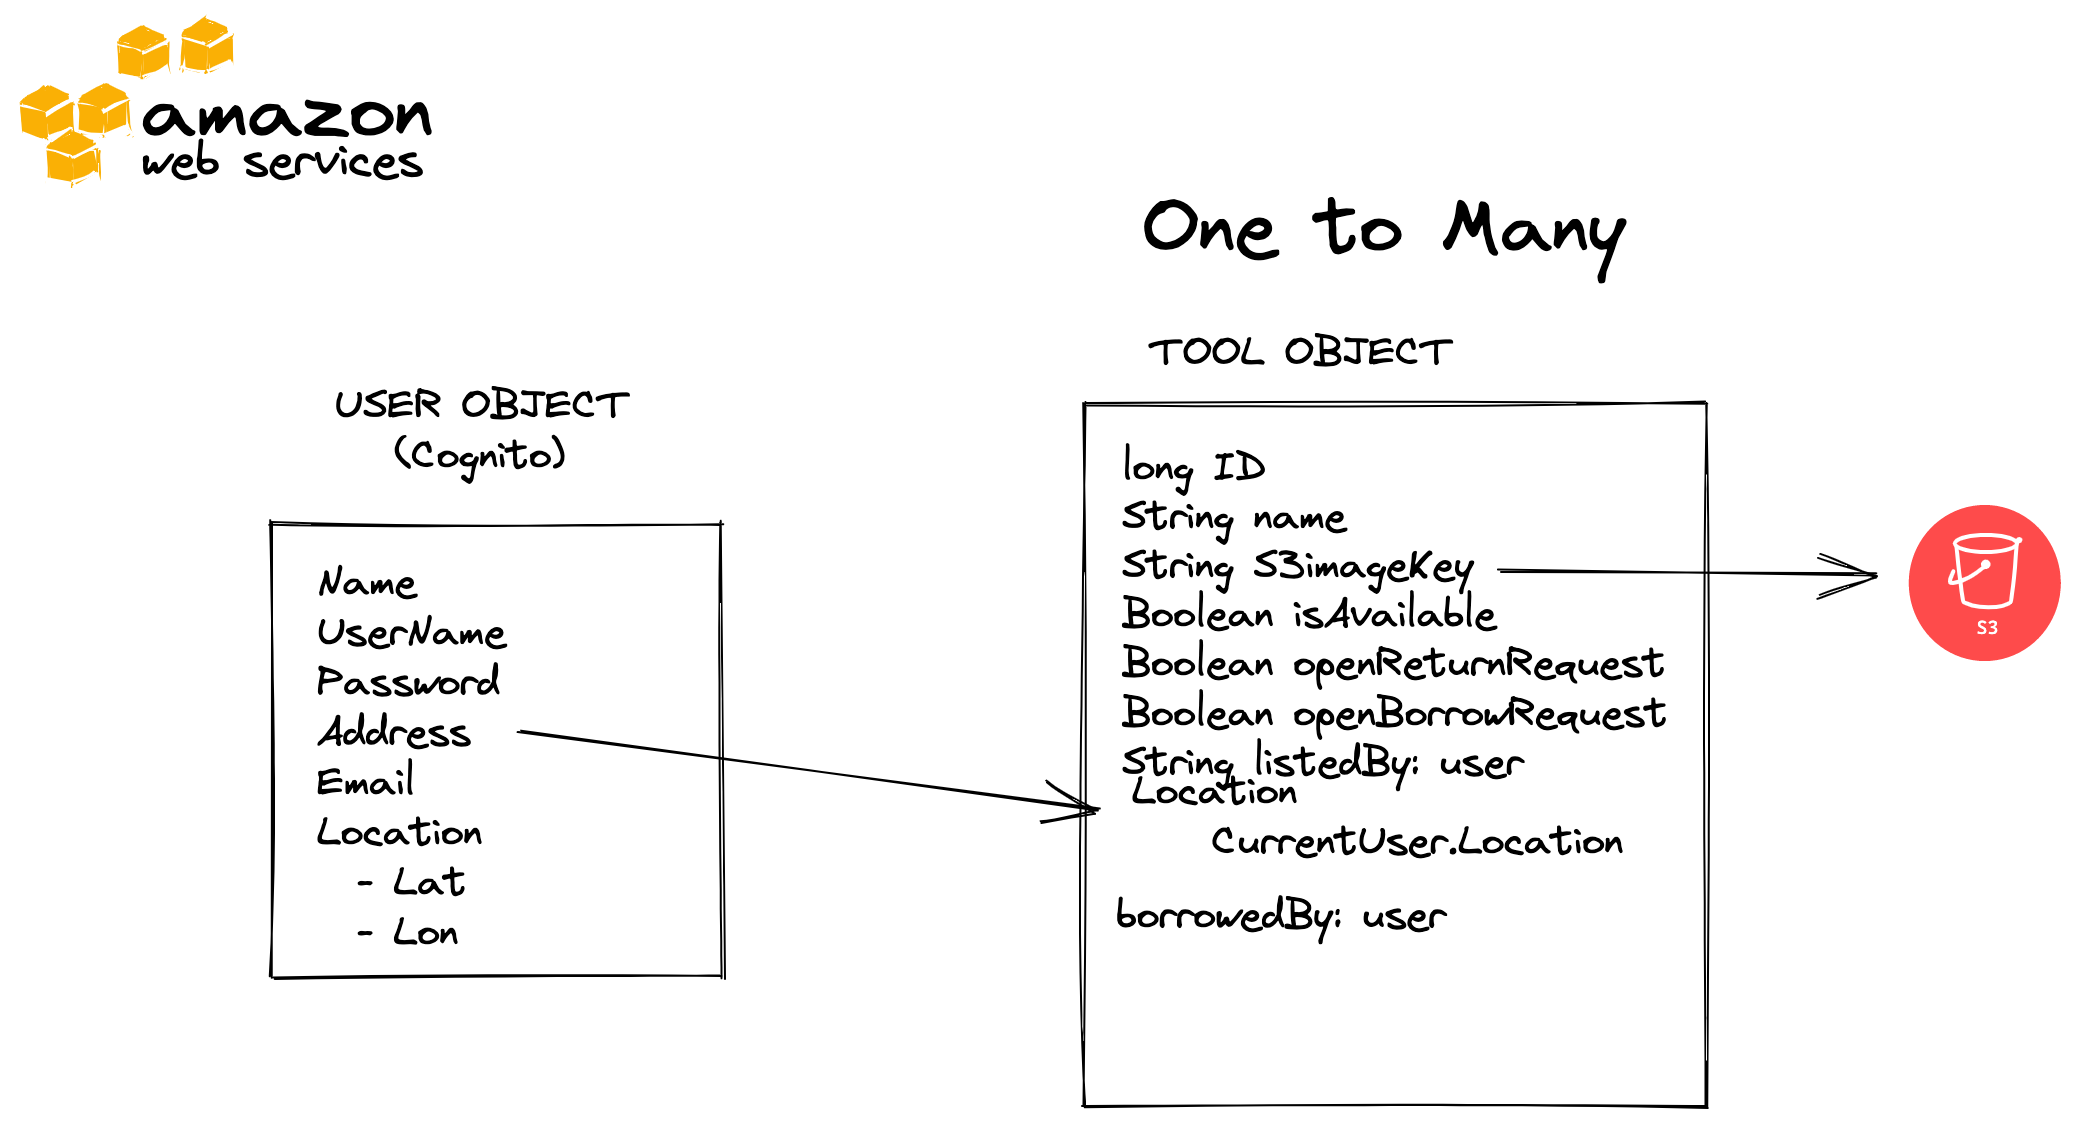 amazon
web services
One to Many
USER OBJECT
(Cognito)
Name
UserName
Password
Address
Email
Location
- Lat
- Lon
TOOL OBJECT
long ID
String name
String S3imageKey
Boolean isAvailable
Boolean openReturnRequest
Boolean openBorrowRequest
String listedBy: user
Location
CurrentUser.Location
borrowedBy: user
S3